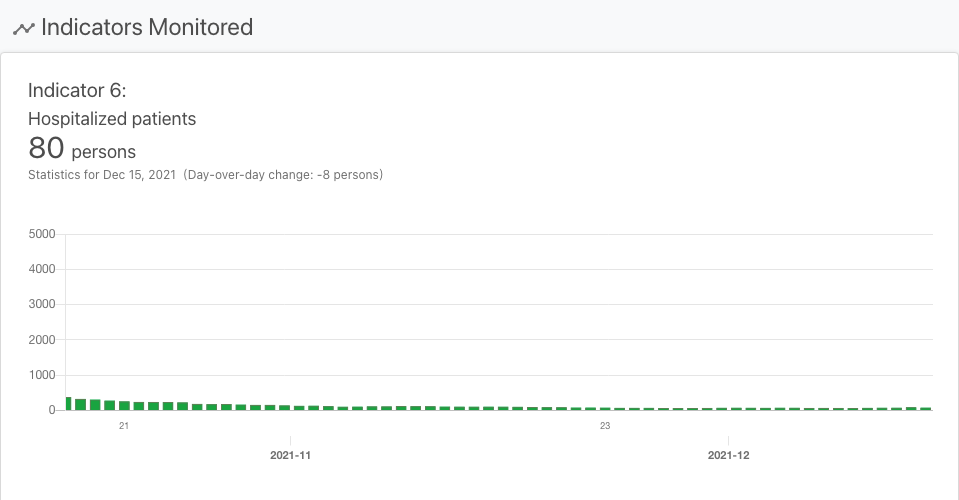 Indicators Monitored
Indicator 6:
Hospitalized patients
80 persons
Statistics for Dec 15, 2021 (Day-over-day change: -8 persons)
5000
4000
3000
2000
1000
0
21 23
2021-11 2021-12